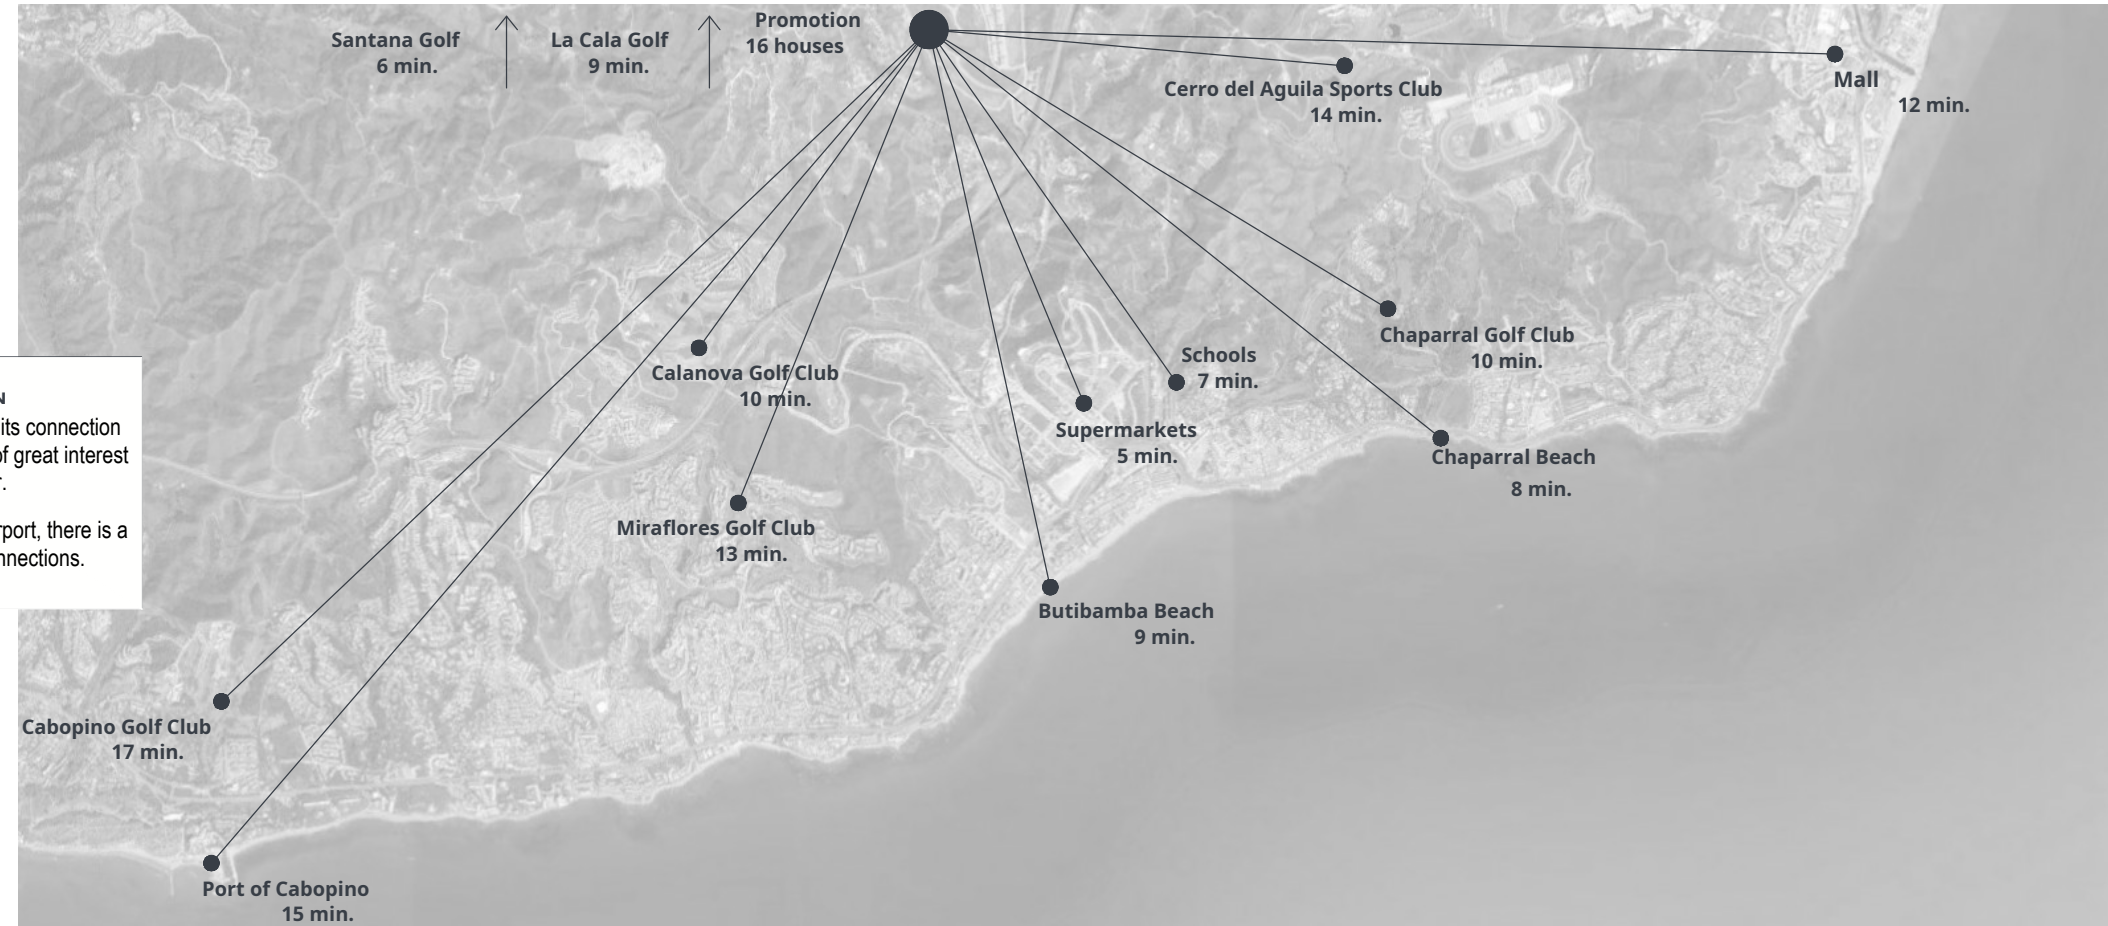 Santana Golf
6 min.
La Cala Golf
9 min.
Promotion
16 houses
Cerro del Aguila Sports Club
14 min.
Mall
12 min.
Chaparral Golf Club
10 min.
Schools
7 min.
Calanova Golf Club
10 min.
its connection
of great interest
there is a
Supermarkets
5 min.
Chaparral Beach
8 min.
Miraflores Golf Club
13 min.
Butibamba Beach
9 min.
Cabopino Golf Club
17 min.
Port of Cabopino
15 min.